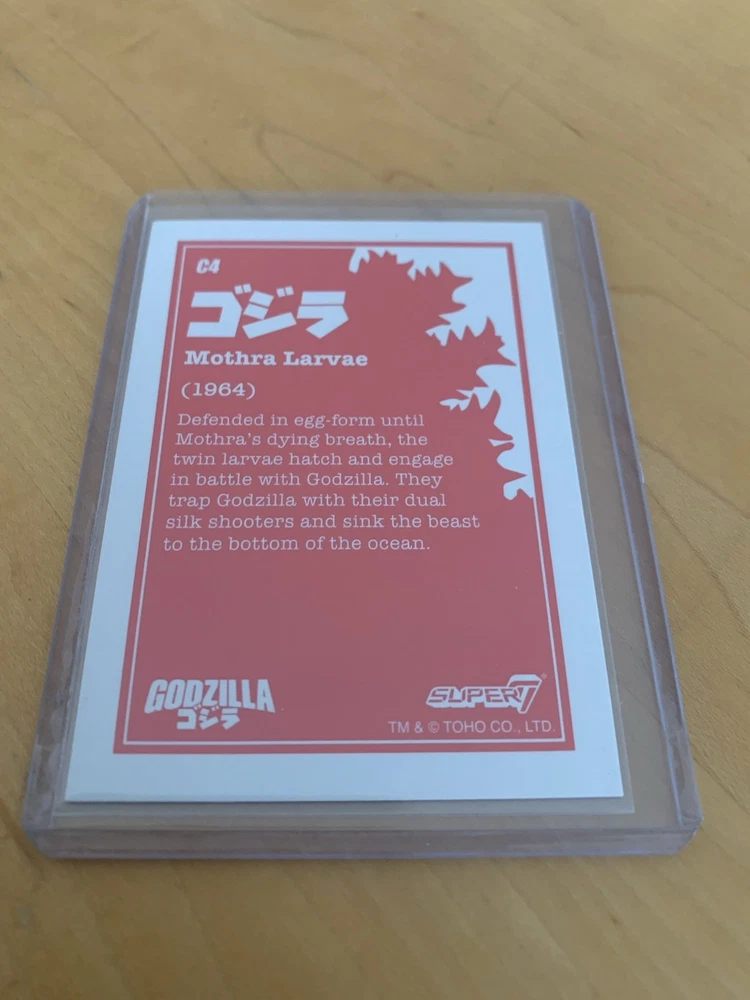 C4
ゴジラ
Mothra Larvae
(1964)
Defended in egg-form until
Mothra's dying breath, the
twin larvae hatch and engage
in battle with Godzilla. They
trap Godzilla with their dual
silk shooters and sink the beast
to the bottom of the ocean.
GODZILLA
ゴジラ
SUPER7®
TM & © TOHO CO., LTD.